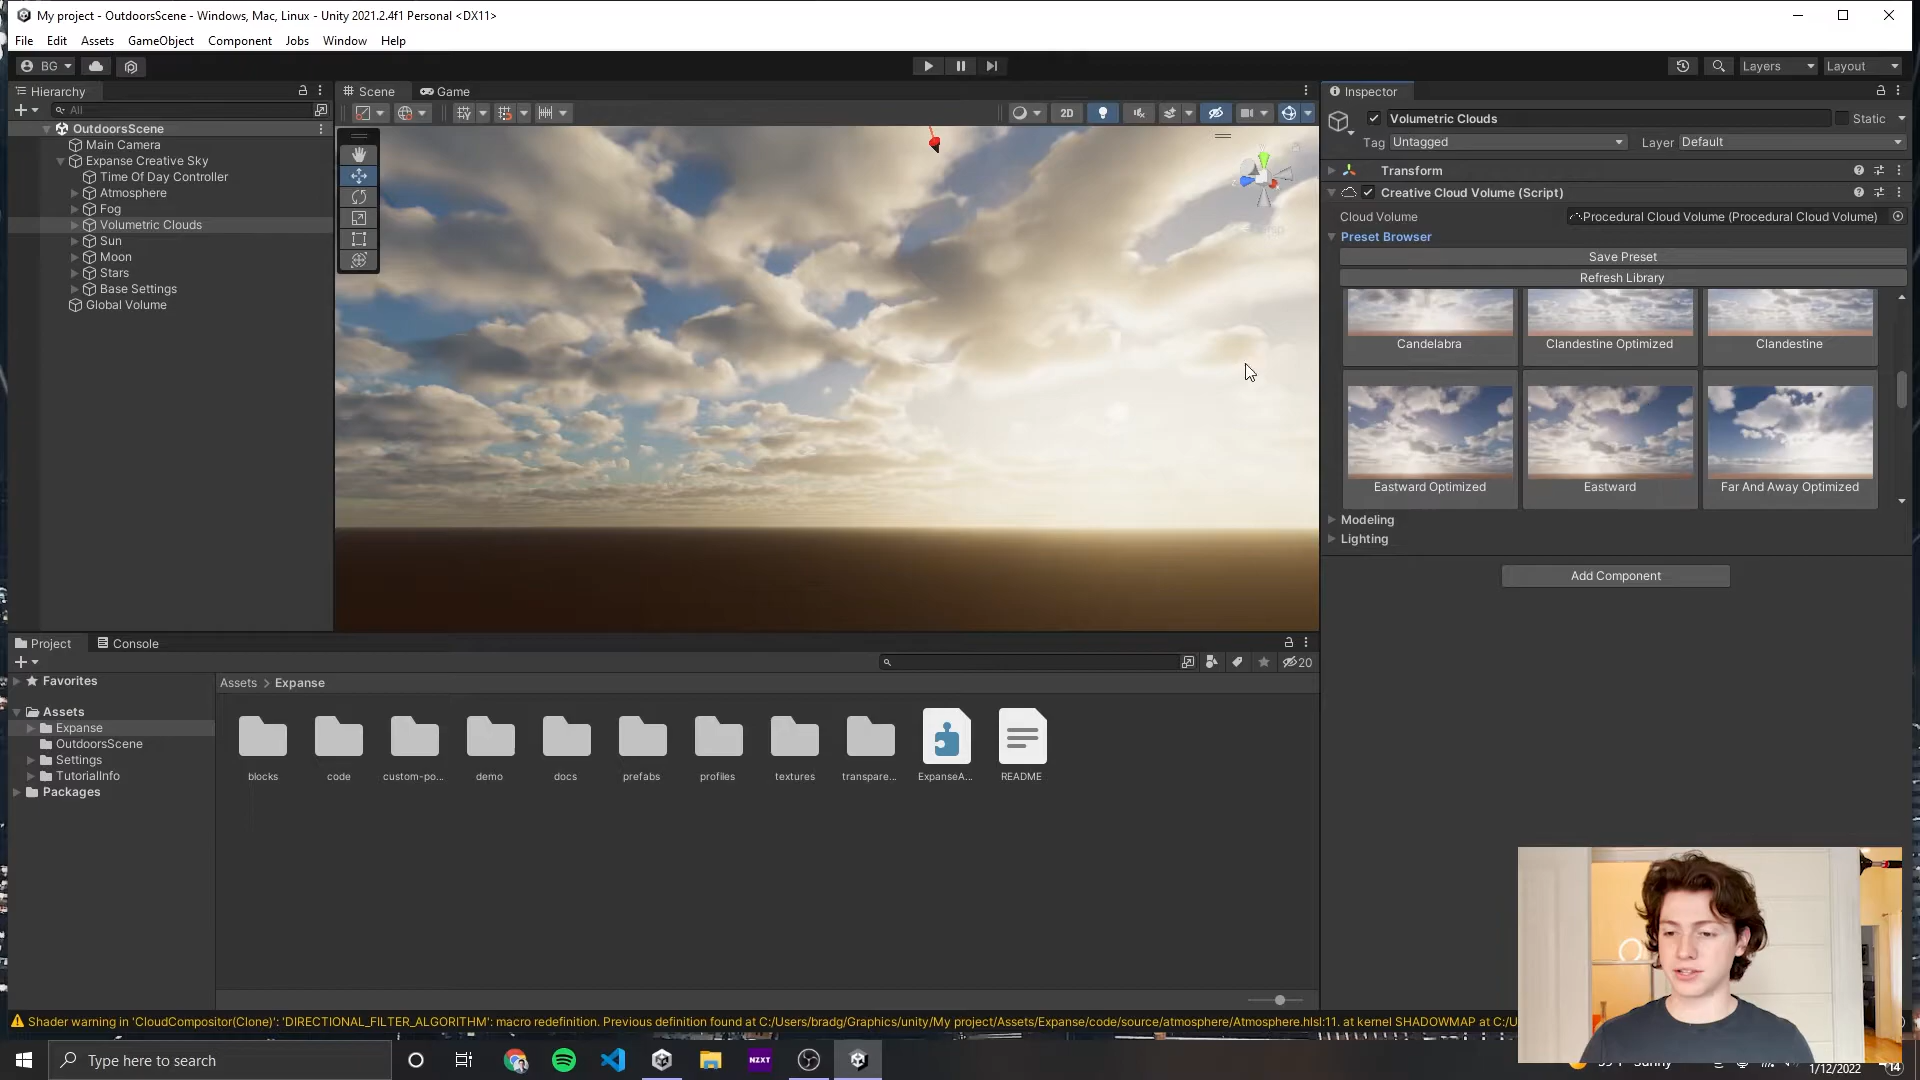 My project - OutdoorsScene - Windows, Mac, Linux - Unity 2021.2.4f1 Personal <DX11>
File Edit Assets GameObject Component Jobs Window Help
BG Layers Layout
Hierarchy
All
OutdoorsScene
Main Camera
Expanse Creative Sky
Time Of Day Controller
Atmosphere
Fog
Volumetric Clouds
Sun
Moon
Stars
Base Settings
Global Volume
Scene Game
2D
Inspector
Volumetric Clouds Static
Tag Untagged Layer Default
Transform
Creative Cloud Volume (Script)
Cloud Volume Procedural Cloud Volume (Procedural Cloud Volume)
Preset Browser
Save Preset
Refresh Library
Candelabra Clandestine Optimized Clandestine
Eastward Optimized Eastward Far And Away Optimized
Modeling
Lighting
Add Component
Project Console
20
Favorites
Assets
Expanse
OutdoorsScene
Settings
TutorialInfo
Packages
Assets > Expanse
blocks code custom-po... demo docs prefabs profiles textures transpare... ExpanseA... README
Shader warning in 'CloudCompositor(Clone)': 'DIRECTIONAL_FILTER_ALGORITHM': macro redefinition. Previous definition found at C:/Users/bradg/Graphics/unity/My project/Assets/Expanse/code/source/atmosphere/Atmosphere.hlsl:11. at kernel SHADOWMAP at C:/U
Type here to search
NZXT
1/12/2022
14